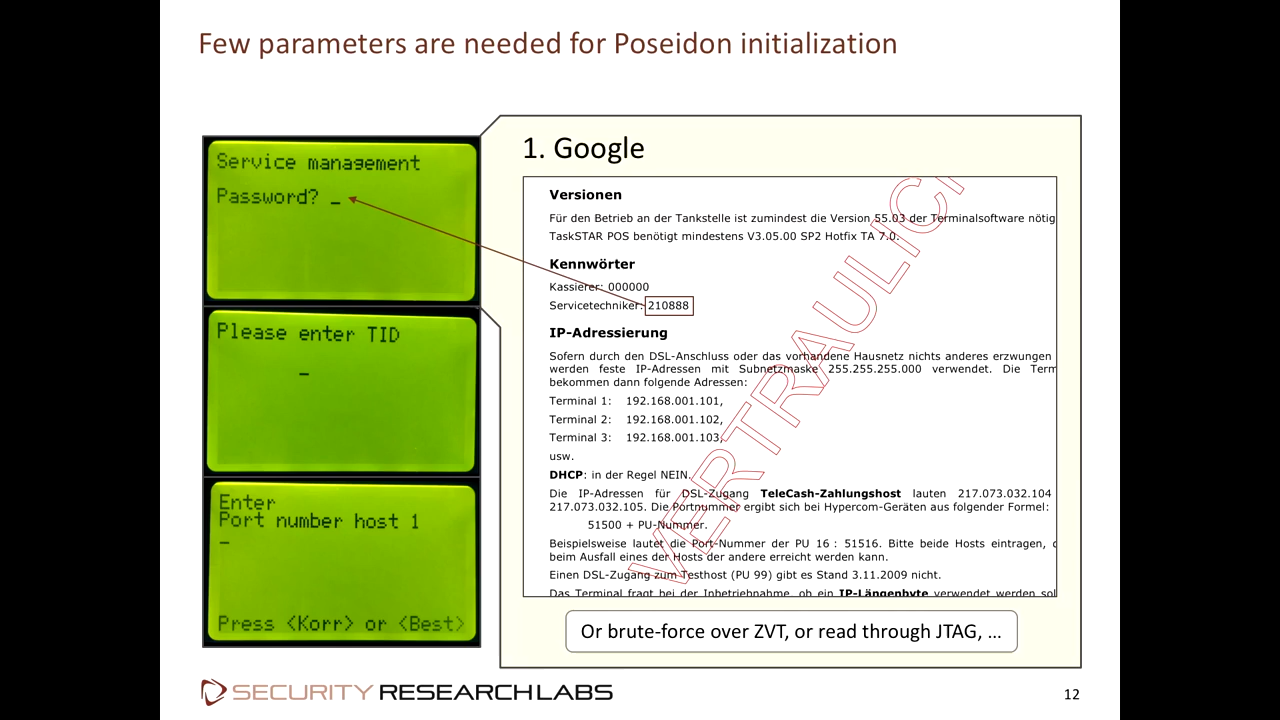 Few parameters are needed for Poseidon initialization
Service management
Password? _
Please enter TID
_
Enter
Port number host 1
_
Press <Korr> or <Best>
1. Google
Versionen
Für den Betrieb an der Tankstelle ist zumindest die Version 55.03 der Terminalsoftware nötig
TaskSTAR POS benötigt mindestens V3.05.00 SP2 Hotfix TA 7.0.
Kennwörter
Kassierer: 000000
Servicetechniker: 210888
IP-Adressierung
Sofern durch den DSL-Anschluss oder das vorhandene Hausnetz nichts anderes erzwungen
werden feste IP-Adressen mit Subnetzmaske 255.255.255.000 verwendet. Die Term
bekommen dann folgende Adressen:
Terminal 1: 192.168.001.101,
Terminal 2: 192.168.001.102,
Terminal 3: 192.168.001.103,
usw.
DHCP: in der Regel NEIN.
Die IP-Adressen für DSL-Zugang TeleCash-Zahlungshost lauten 217.073.032.104
217.073.032.105. Die Portnummer ergibt sich bei Hypercom-Geräten aus folgender Formel:
51500 + PU-Nummer.
Beispielsweise lautet die Port-Nummer der PU 16 : 51516. Bitte beide Hosts eintragen,
beim Ausfall eines der Hosts der andere erreicht werden kann.
Einen DSL-Zugang zum Testhost (PU 99) gibt es Stand 3.11.2009 nicht.
Das Terminal fragt bei der Inbetriebnahme, ob ein IP-Längenbyte verwendet werden sol
VERTRAULICH
Or brute-force over ZVT, or read through JTAG, ...
SECURITY RESEARCH LABS
12